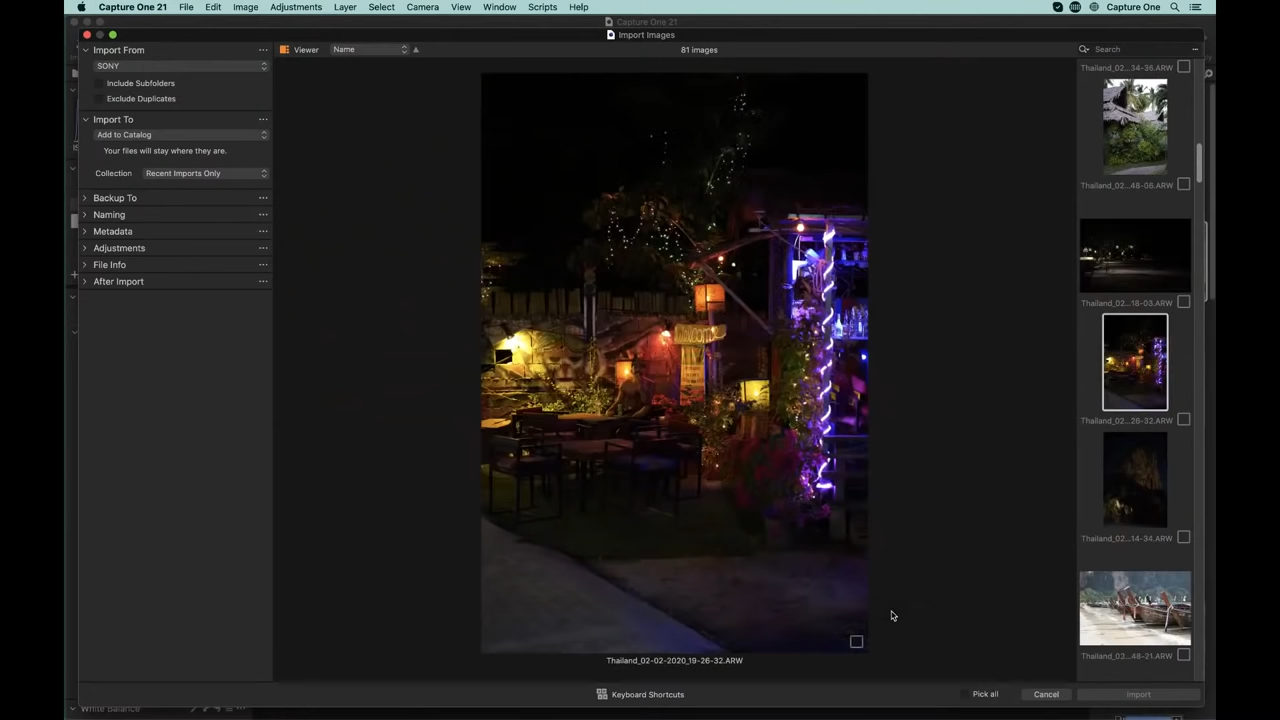 Capture One 21 File Edit Image Adjustments Layer Select Camera View Window Scripts Help Capture One
Capture One 21
Import Images
Import From
Viewer Name 81 images Search
SONY
Include Subfolders
Exclude Duplicates
Import To
Add to Catalog
Your files will stay where they are.
Collection Recent Imports Only
Backup To
Naming
Metadata
Adjustments
File Info
After Import
Thailand_02...34-36.ARW
Thailand_02...48-06.ARW
Thailand_02...18-03.ARW
Thailand_02...26-32.ARW
Thailand_02...14-34.ARW
Thailand_02...48-21.ARW
Thailand_02-02-2020_19-26-32.ARW
Keyboard Shortcuts
Pick all Cancel Import
White Balance